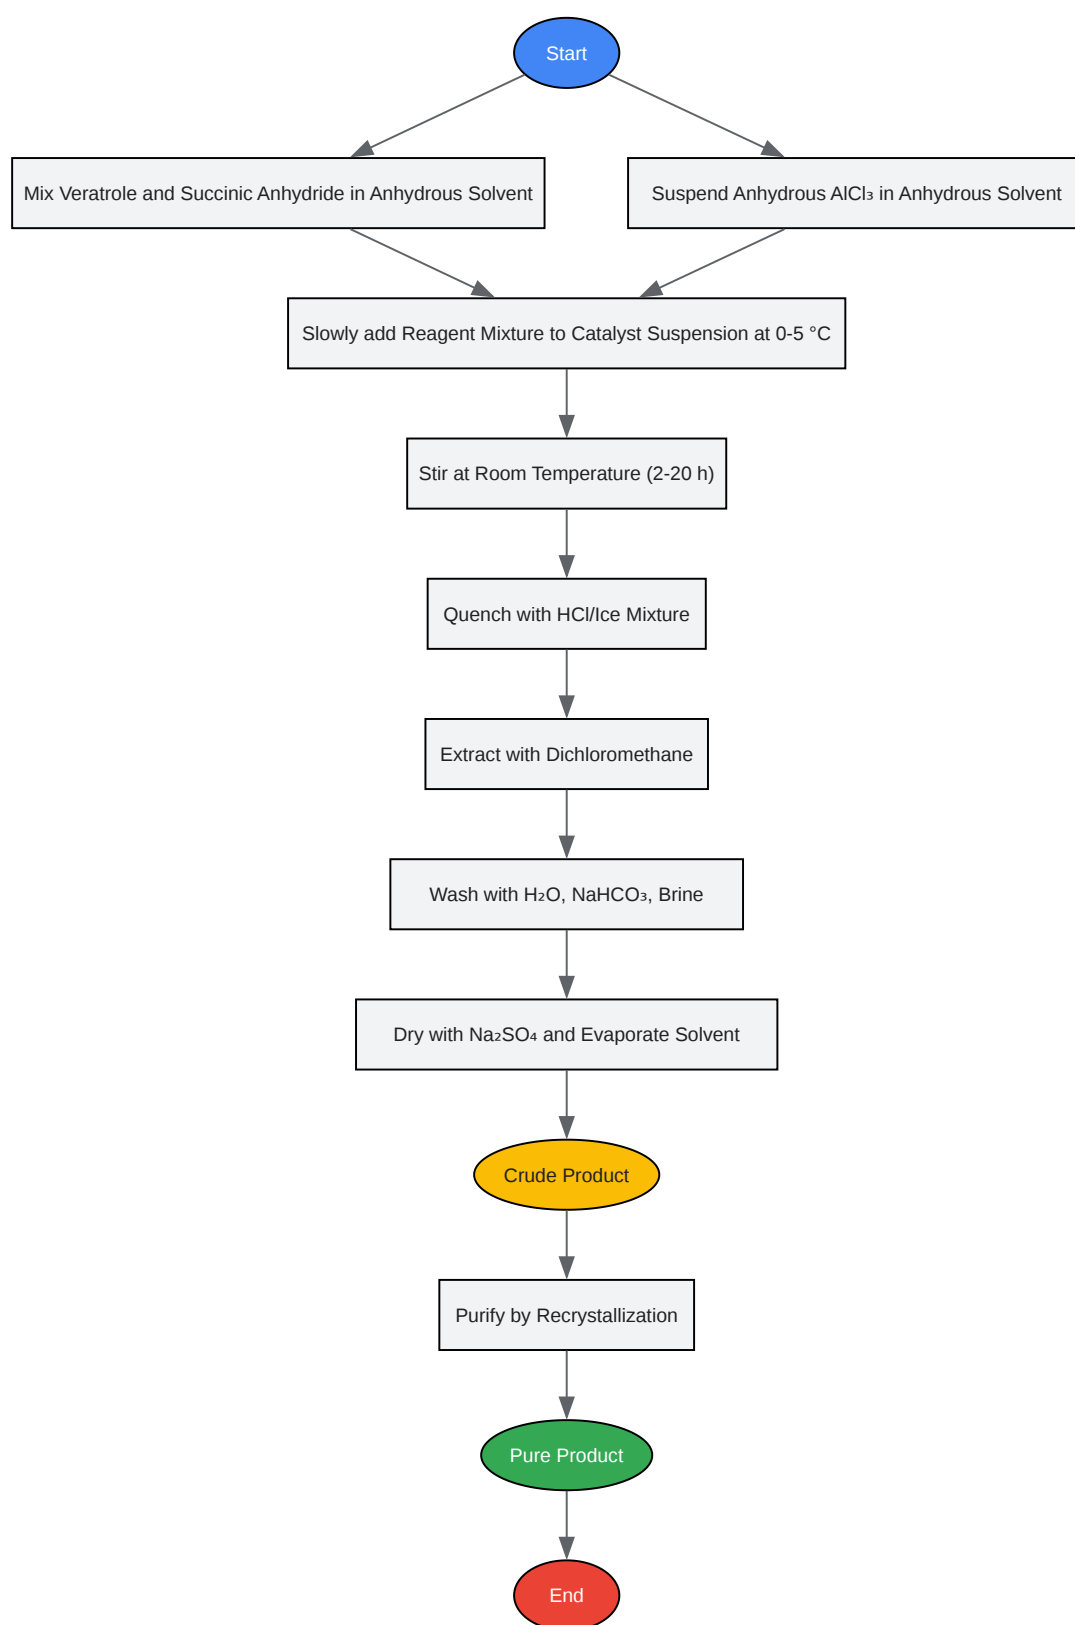 Start
Mix Veratrole and Succinic Anhydride in Anhydrous Solvent
Suspend Anhydrous AlCl₃ in Anhydrous Solvent
Slowly add Reagent Mixture to Catalyst Suspension at 0-5 °C
Stir at Room Temperature (2-20 h)
Quench with HCl/Ice Mixture
Extract with Dichloromethane
Wash with H₂O, NaHCO₃, Brine
Dry with Na₂SO₄ and Evaporate Solvent
Crude Product
Purify by Recrystallization
Pure Product
End